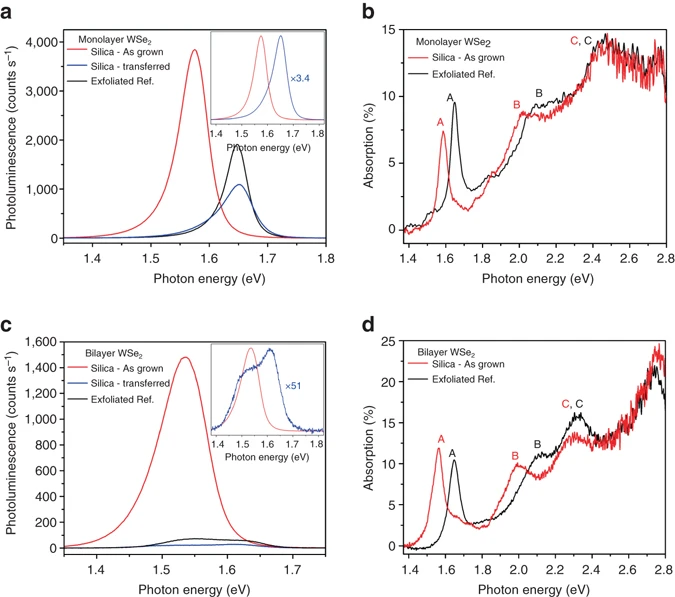 a
Photoluminescence (counts s⁻¹)
4,000
3,000
2,000
1,000
0
Monolayer WSe₂
Silica - As grown
Silica - transferred
Exfoliated Ref.
×3.4
1.4 1.5 1.6 1.7 1.8
Photon energy (eV)
1.4 1.5 1.6 1.7 1.8
Photon energy (eV)
b
Absorption (%)
15
10
5
0
Monolayer WSe2
Silica - As grown
Exfoliated Ref.
C, C
A
A
B
B
1.4 1.6 1.8 2.0 2.2 2.4 2.6 2.8
Photon energy (eV)
c
Photoluminescence (counts s⁻¹)
1,600
1,400
1,200
1,000
800
600
400
200
0
Bilayer WSe₂
Silica - As grown
Silica - transferred
Exfoliated Ref.
×51
1.4 1.5 1.6 1.7 1.8
Photon energy (eV)
1.4 1.5 1.6 1.7
Photon energy (eV)
d
Absorption (%)
25
20
15
10
5
0
Bilayer WSe₂
Silica - As grown
Exfoliated Ref.
C, C
A
A
B
B
1.4 1.6 1.8 2.0 2.2 2.4 2.6 2.8
Photon energy (eV)